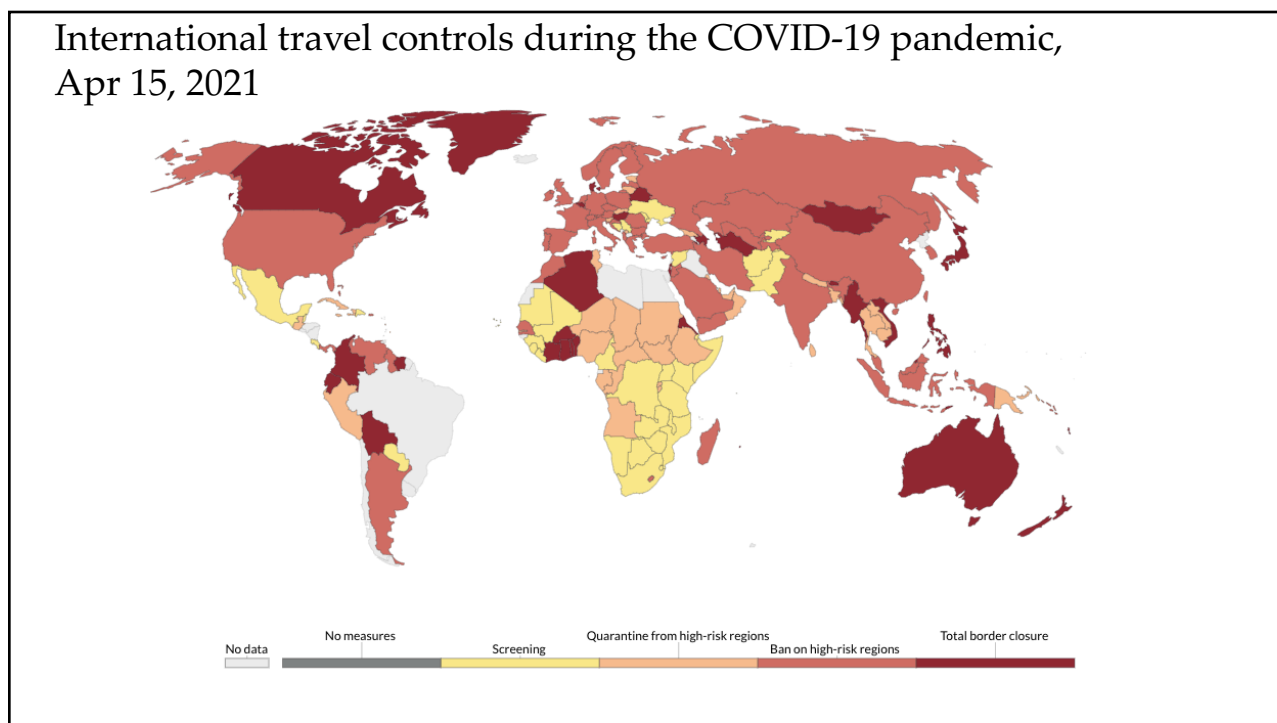 International travel controls during the COVID-19 pandemic,
Apr 15, 2021
No data
No measures
Screening
Quarantine from high-risk regions
Ban on high-risk regions
Total border closure